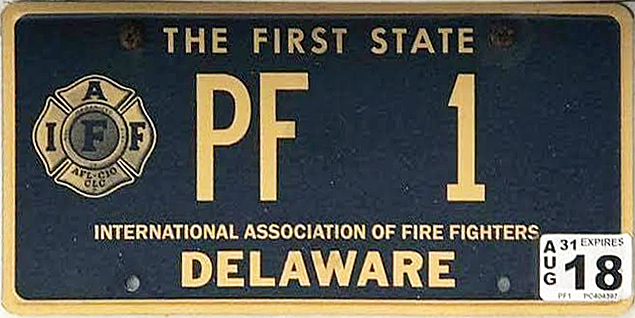 THE FIRST STATE
PF 1
A
I F F
AFL-CIO
CLC
INTERNATIONAL ASSOCIATION OF FIRE FIGHTERS
DELAWARE
AUG 31 EXPIRES
18
PF1